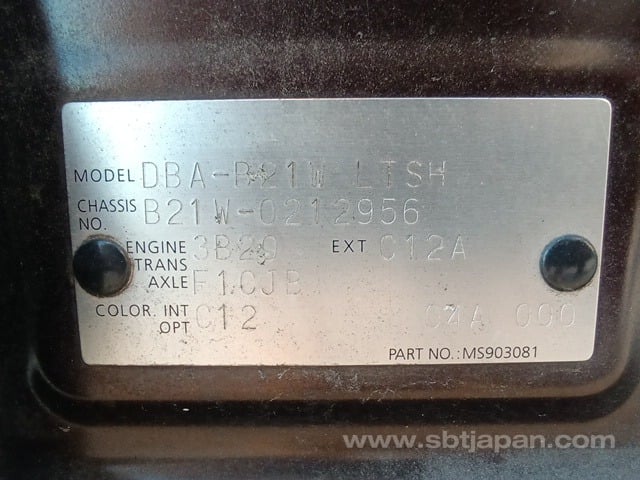 MODEL DBA-B21W LTSH
CHASSIS NO. B21W-0212956
ENGINE 3B20 EXT C12A
TRANS AXLE F1CJB
COLOR. INT OPT C12 C4A 000
PART NO.:MS903081
www.sbtjapan.com